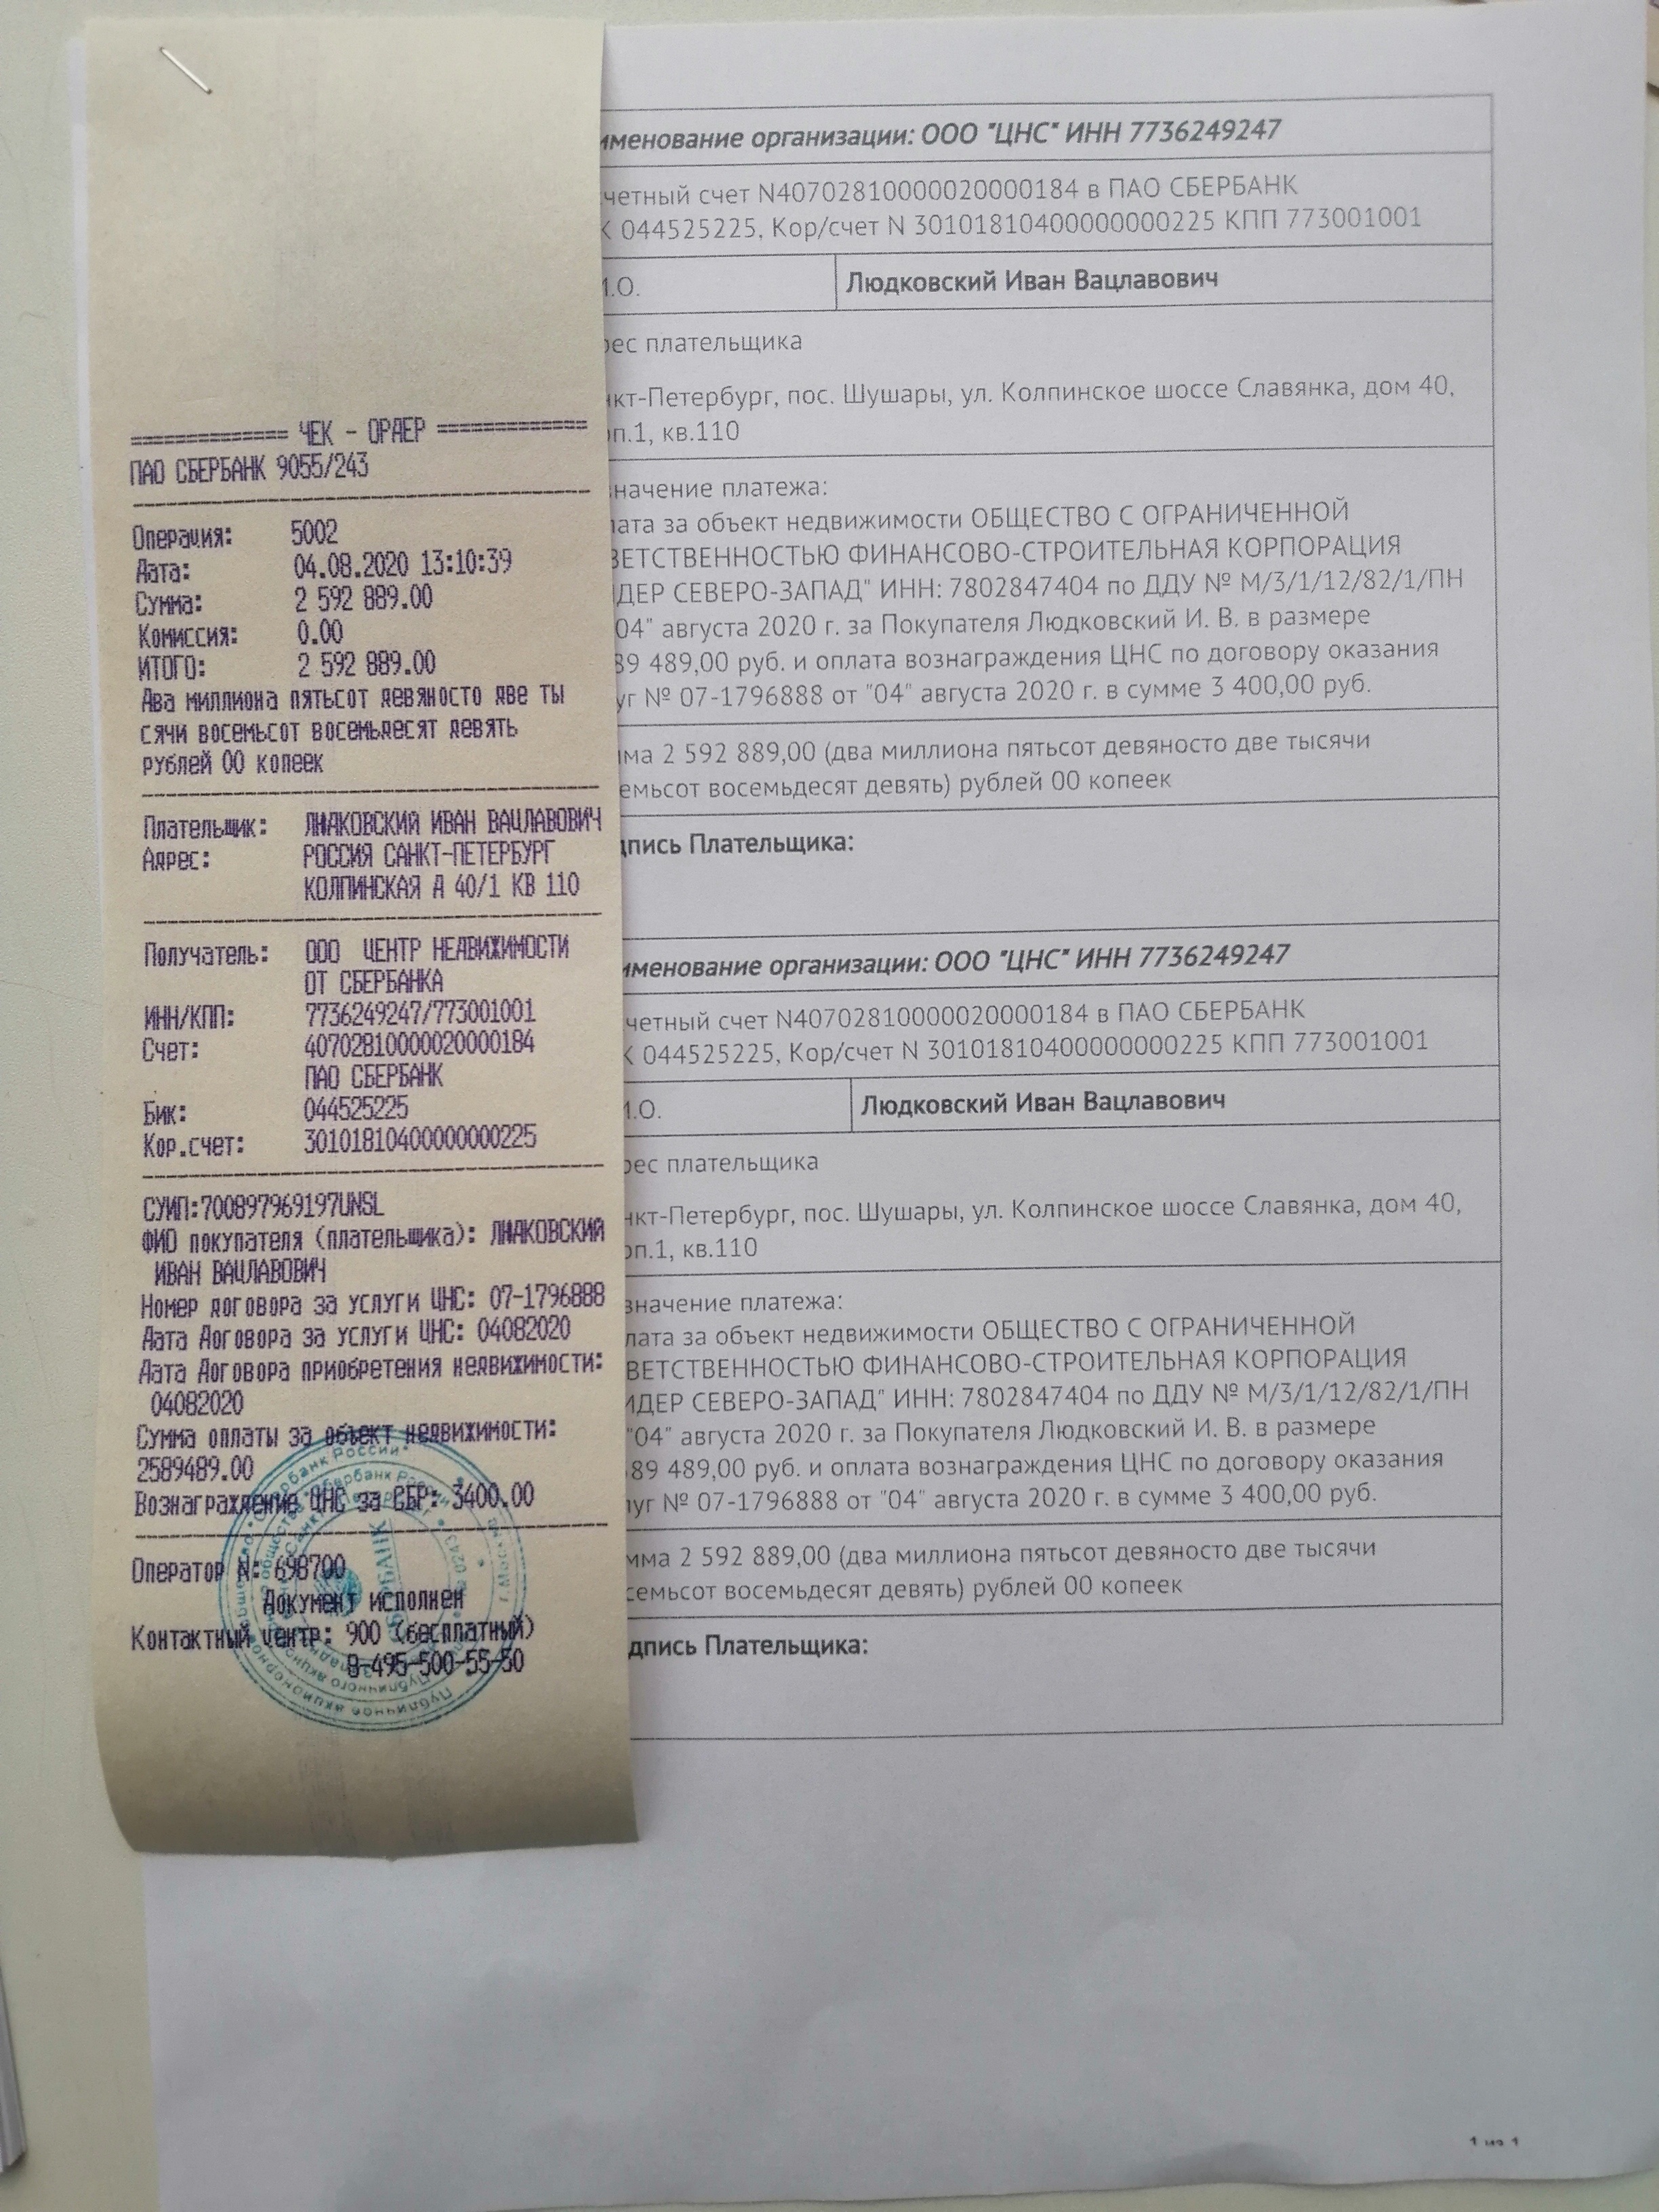 ============= ЧЕК - ОРДЕР =============
ПАО СБЕРБАНК 9055/243
Операция: 5002
Дата: 04.08.2020 13:10:39
Сумма: 2 592 889.00
Комиссия: 0.00
ИТОГО: 2 592 889.00
Два миллиона пятьсот девяносто две ты
сячи восемьсот восемьдесят девять
рублей 00 копеек
Плательщик: ЛЮДКОВСКИЙ ИВАН ВАЦЛАВОВИЧ
Адрес: РОССИЯ САНКТ-ПЕТЕРБУРГ
КОЛПИНСКАЯ Д 40/1 КВ 110
Получатель: ООО ЦЕНТР НЕДВИЖИМОСТИ
ОТ СБЕРБАНКА
ИНН/КПП: 7736249247/773001001
Счет: 40702810000020000184
ПАО СБЕРБАНК
Бик: 044525225
Кор.счет: 30101810400000000225
СУИП:700897969197UNSL
ФИО покупателя (плательщика): ЛЮДКОВСКИЙ
ИВАН ВАЦЛАВОВИЧ
Номер договора за услуги ЦНС: 07-1796888
Дата Договора за услуги ЦНС: 04082020
Дата Договора приобретения недвижимости:
04082020
Сумма оплаты за объект недвижимости:
2589489.00
Вознаграждение ЦНС за СБР: 3400.00
Оператор N: 698700
Документ исполнен
Контактный центр: 900 (бесплатный)
8-495-500-55-50
именование организации: ООО "ЦНС" ИНН 7736249247
четный счет N40702810000020000184 в ПАО СБЕРБАНК
К 044525225, Кор/счет N 30101810400000000225 КПП 773001001
И.О. Людковский Иван Вацлавович
рес плательщика
нкт-Петербург, пос. Шушары, ул. Колпинское шоссе Славянка, дом 40,
рп.1, кв.110
значение платежа:
лата за объект недвижимости ОБЩЕСТВО С ОГРАНИЧЕННОЙ
ВЕТСТВЕННОСТЬЮ ФИНАНСОВО-СТРОИТЕЛЬНАЯ КОРПОРАЦИЯ
ДЕР СЕВЕРО-ЗАПАД" ИНН: 7802847404 по ДДУ № М/3/1/12/82/1/ПН
04" августа 2020 г. за Покупателя Людковский И. В. в размере
89 489,00 руб. и оплата вознаграждения ЦНС по договору оказания
уг № 07-1796888 от "04" августа 2020 г. в сумме 3 400,00 руб.
мма 2 592 889,00 (два миллиона пятьсот девяносто две тысячи
емьсот восемьдесят девять) рублей 00 копеек
дпись Плательщика:
именование организации: ООО "ЦНС" ИНН 7736249247
четный счет N40702810000020000184 в ПАО СБЕРБАНК
К 044525225, Кор/счет N 30101810400000000225 КПП 773001001
И.О. Людковский Иван Вацлавович
рес плательщика
нкт-Петербург, пос. Шушары, ул. Колпинское шоссе Славянка, дом 40,
рп.1, кв.110
значение платежа:
лата за объект недвижимости ОБЩЕСТВО С ОГРАНИЧЕННОЙ
ВЕТСТВЕННОСТЬЮ ФИНАНСОВО-СТРОИТЕЛЬНАЯ КОРПОРАЦИЯ
ИДЕР СЕВЕРО-ЗАПАД" ИНН: 7802847404 по ДДУ № М/3/1/12/82/1/ПН
"04" августа 2020 г. за Покупателя Людковский И. В. в размере
89 489,00 руб. и оплата вознаграждения ЦНС по договору оказания
уг № 07-1796888 от "04" августа 2020 г. в сумме 3 400,00 руб.
мма 2 592 889,00 (два миллиона пятьсот девяносто две тысячи
семьсот восемьдесят девять) рублей 00 копеек
дпись Плательщика:
1 из 1